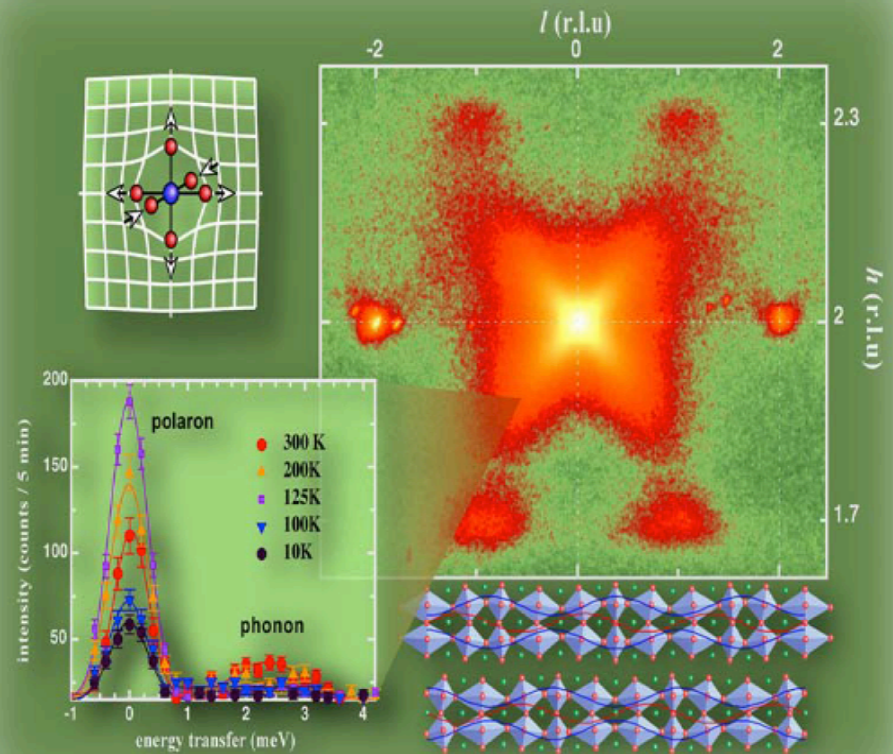 l (r.l.u)
-2 0 2
2.3
h (r.l.u)
2
1.7
200
150
100
50
intensity (counts / 5 min)
polaron
300 K
200K
125K
100K
10K
phonon
-1 0 1 2 3 4
energy transfer (meV)